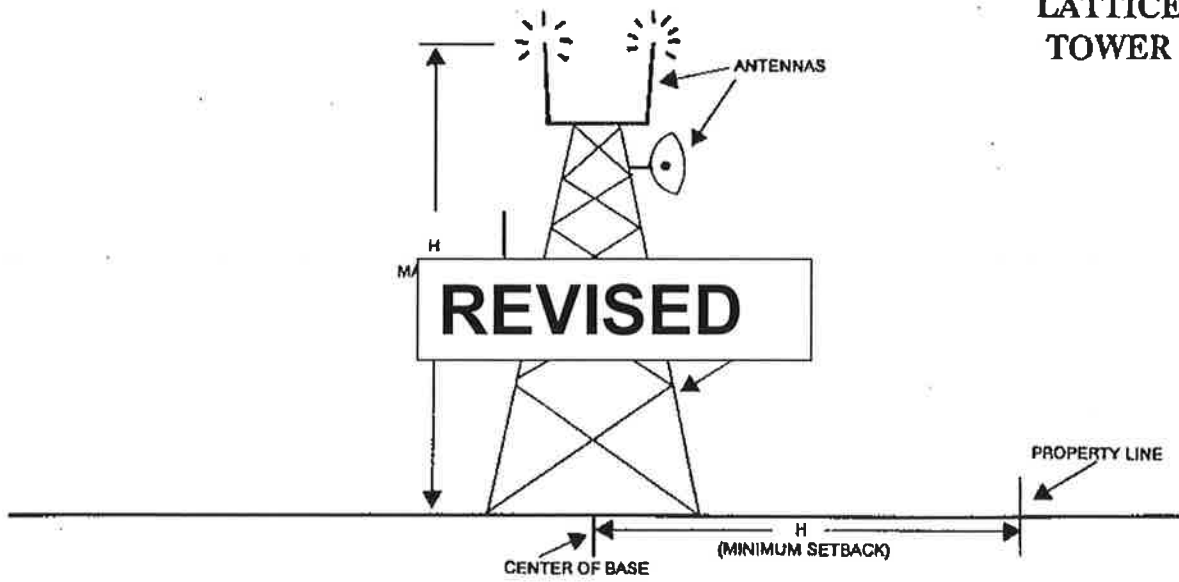 LATTICE
TOWER
ANTENNAS
H
REVISED
PROPERTY LINE
H
(MINIMUM SETBACK)
CENTER OF BASE